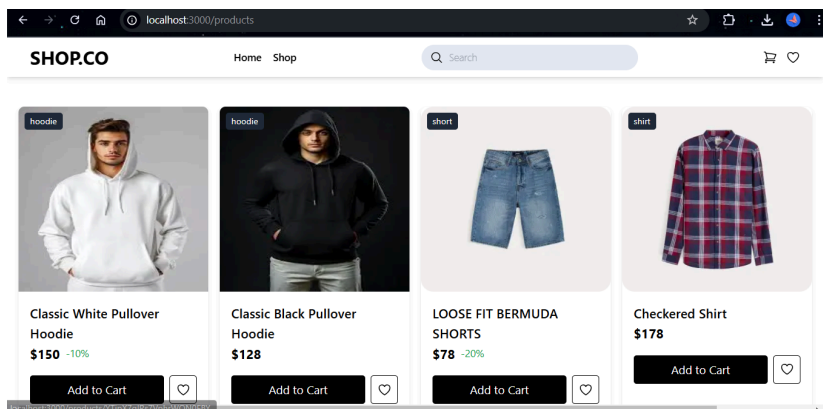 localhost:3000/products
SHOP.CO
Home Shop
Search
hoodie
hoodie
short
shirt
Classic White Pullover
Hoodie
$150 -10%
Add to Cart
Classic Black Pullover
Hoodie
$128
Add to Cart
LOOSE FIT BERMUDA
SHORTS
$78 -20%
Add to Cart
Checkered Shirt
$178
Add to Cart